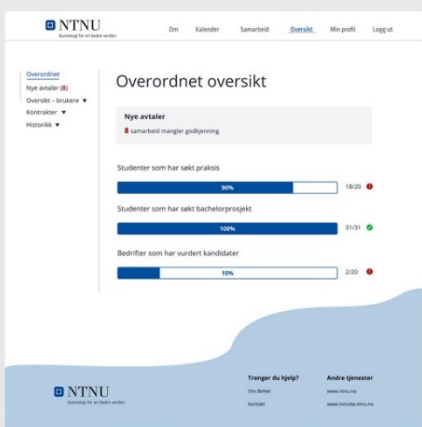 NTNU
Kunnskap for en bedre verden
Om Kalender Samarbeid Oversikt Min profil Logg ut
Overordnet
Nye avtaler (8)
Oversikt – brukere
Kontrakter
Historikk
Overordnet oversikt
Nye avtaler
8 samarbeid mangler godkjenning
Studenter som har søkt praksis
90% 18/20
Studenter som har søkt bachelorprosjekt
100% 31/31
Bedrifter som har vurdert kandidater
10% 2/20
NTNU
Kunnskap for en bedre verden
Trenger du hjelp? Andre tjenester
Om BeNet www.ntnu.no
Kontakt www.innsida.ntnu.no